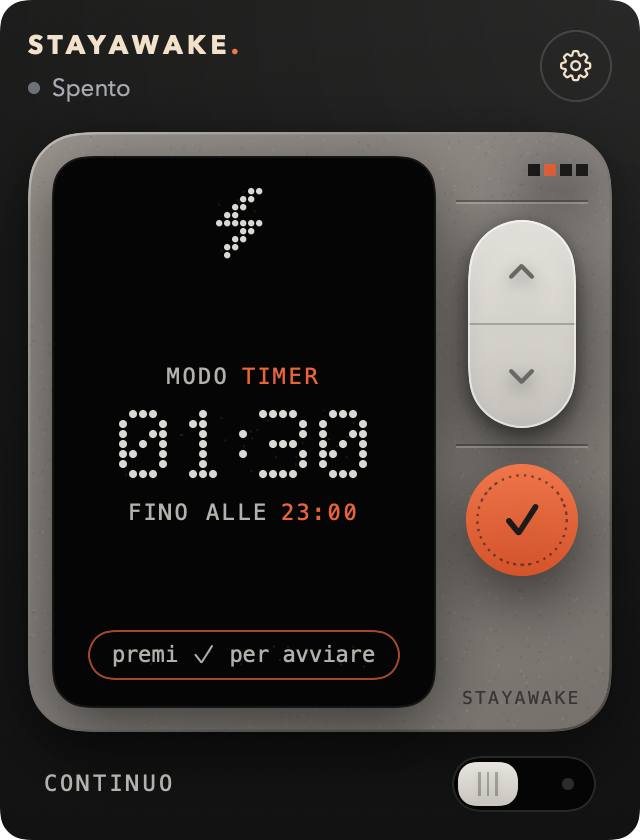 STAYAWAKE.
Spento
MODO TIMER
01:30
FINO ALLE 23:00
premi ✓ per avviare
STAYAWAKE
CONTINUO